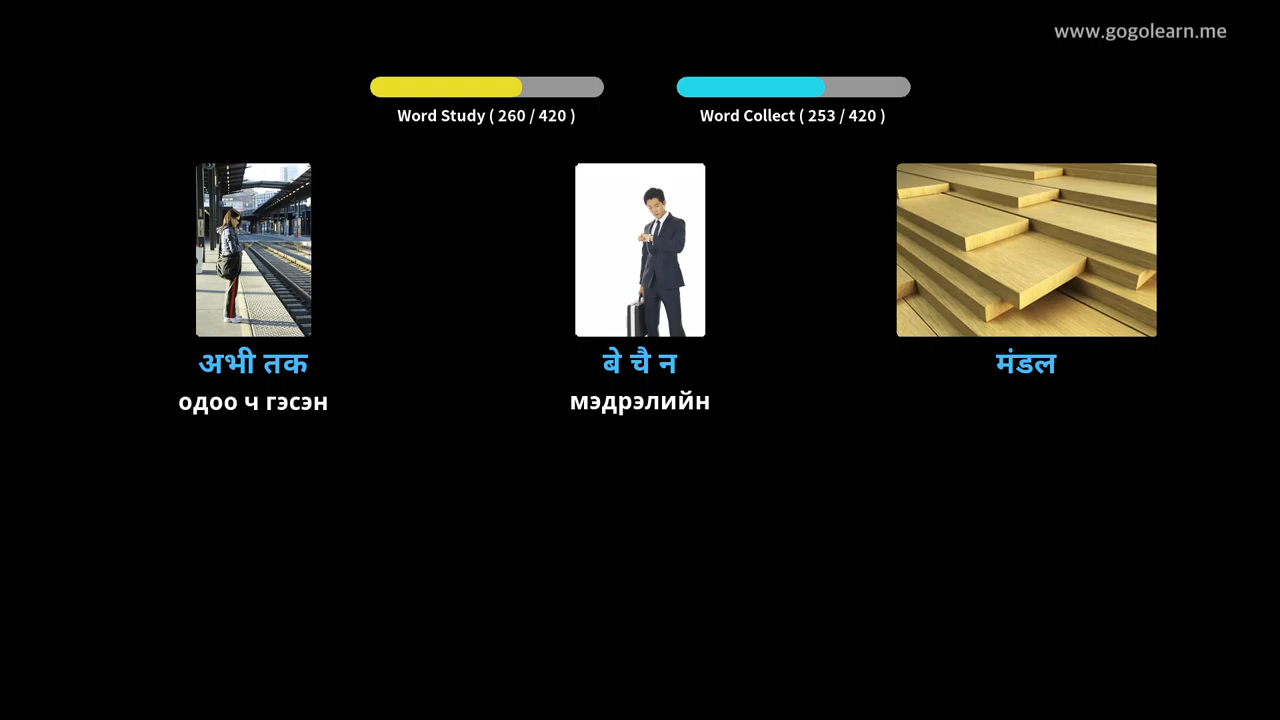 www.gogolearn.me
Word Study ( 260 / 420 )
Word Collect ( 253 / 420 )
अभी तक
बे चै न
मंडल
одоо ч гэсэн
мэдрэлийн